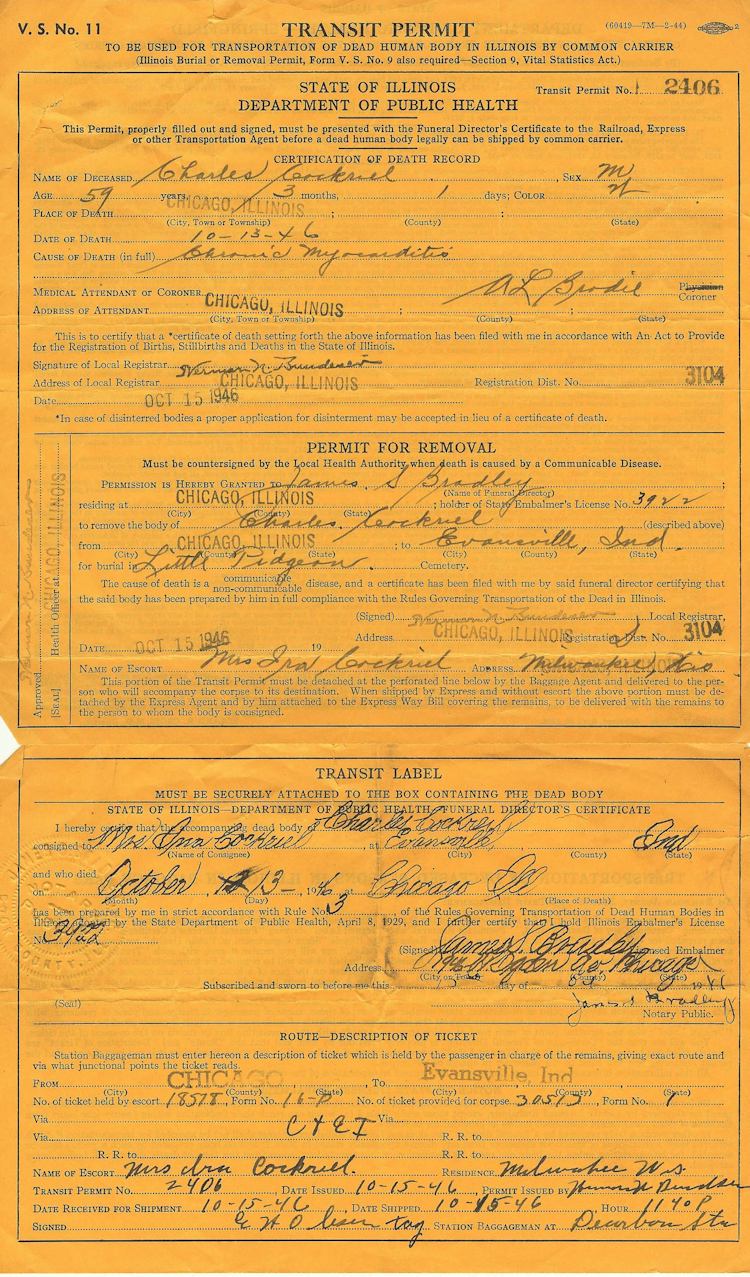 V. S. No. 11
TRANSIT PERMIT
(60419—7M—2-44)
2
TO BE USED FOR TRANSPORTATION OF DEAD HUMAN BODY IN ILLINOIS BY COMMON CARRIER
(Illinois Burial or Removal Permit, Form V. S. No. 9 also required—Section 9, Vital Statistics Act.)
STATE OF ILLINOIS
DEPARTMENT OF PUBLIC HEALTH
Transit Permit No. 2406
This Permit, properly filled out and signed, must be presented with the Funeral Director's Certificate to the Railroad, Express
or other Transportation Agent before a dead human body legally can be shipped by common carrier.
CERTIFICATION OF DEATH RECORD
NAME OF DECEASED Charles Cockriel , SEX M
AGE 59 years, 3 months, 1 days; COLOR W
PLACE OF DEATH CHICAGO, ILLINOIS ; ;
(City, Town or Township) (County) (State)
DATE OF DEATH 10-13-46
CAUSE OF DEATH (in full) Chronic Myocarditis
MEDICAL ATTENDANT OR CORONER A L Brodie Physician
Coroner
ADDRESS OF ATTENDANT CHICAGO, ILLINOIS ; ;
(City, Town or Township) (County) (State)
This is to certify that a *certificate of death setting forth the above information has been filed with me in accordance with An Act to Provide
for the Registration of Births, Stillbirths and Deaths in the State of Illinois.
Signature of Local Registrar Herman N. Bundesen
Address of Local Registrar CHICAGO, ILLINOIS Registration Dist. No. 3104
Date OCT 15 1946
*In case of disinterred bodies a proper application for disinterment may be accepted in lieu of a certificate of death.
PERMIT FOR REMOVAL
Must be countersigned by the Local Health Authority when death is caused by a Communicable Disease.
PERMISSION IS HEREBY GRANTED TO James S Bradley ;
(Name of Funeral Director)
residing at CHICAGO, ILLINOIS ; holder of State Embalmer's License No. 3922
(City) (County) (State)
to remove the body of Charles Cockriel (described above)
from CHICAGO, ILLINOIS ; to Evansville, Ind.
(City) (County) (State) (City) (County) (State)
for burial in Little Pidgeon Cemetery.
The cause of death is a communicable
non-communicable disease, and a certificate has been filed with me by said funeral director certifying that
the said body has been prepared by him in full compliance with the Rules Governing Transportation of the Dead in Illinois.
(Signed) Herman N Bundesen Local Registrar,
Address CHICAGO, ILLINOIS Registration Dist. No. 3104
DATE OCT 15 1946 19
NAME OF ESCORT Mrs Ira Cockriel ADDRESS Milwaukee, Wis
This portion of the Transit Permit must be detached at the perforated line below by the Baggage Agent and delivered to the per-
son who will accompany the corpse to its destination. When shipped by Express and without escort the above portion must be de-
tached by the Express Agent and by him attached to the Express Way Bill covering the remains, to be delivered with the remains to
the person to whom the body is consigned.
Approved Herman N Bundesen
[SEAL] Health Officer at CHICAGO, ILLINOIS
TRANSIT LABEL
MUST BE SECURELY ATTACHED TO THE BOX CONTAINING THE DEAD BODY
STATE OF ILLINOIS—DEPARTMENT OF PUBLIC HEALTH—FUNERAL DIRECTOR'S CERTIFICATE
I hereby certify that the accompanying dead body of Charles Cockreil
consigned to Mrs. Ira Cockriel at Evansville, Ind
(Name of Consignee) (City) (County) (State)
and who died
on October 13- 1946 at Chicago Ill
(Month) (Day) (Place of Death)
has been prepared by me in strict accordance with Rule No. 3 , of the Rules Governing Transportation of Dead Human Bodies in
Illinois, adopted by the State Department of Public Health, April 8, 1929, and I further certify that I hold Illinois Embalmer's License
No. 3922
(Signed) James S. Bradley Licensed Embalmer
Address Ogden av. Chicago
(City or Town) (State)
Subscribed and sworn to before me this 15 day of Oct 1946
James S Bradley
(Seal) Notary Public.
ROUTE—DESCRIPTION OF TICKET
Station Baggageman must enter hereon a description of ticket which is held by the passenger in charge of the remains, giving exact route and
via what junctional points the ticket reads.
FROM CHICAGO , To Evansville, Ind
(City) (County) (State) (City) (County) (State)
No. of ticket held by escort 18578, Form No. 16-P No. of ticket provided for corpse 30513, Form No. 1
Via C & E I Via
Via R. R. to
R. R. to R. R. to
NAME OF ESCORT Mrs Ira Cockriel. RESIDENCE Milwaukee Wis
TRANSIT PERMIT No. 2406 DATE ISSUED 10-15-46 PERMIT ISSUED BY Herman N Bundesen
DATE RECEIVED FOR SHIPMENT 10-15-46, DATE SHIPPED 10-15-46 HOUR 1140P
SIGNED STATION BAGGAGEMAN AT Dearborn Sta